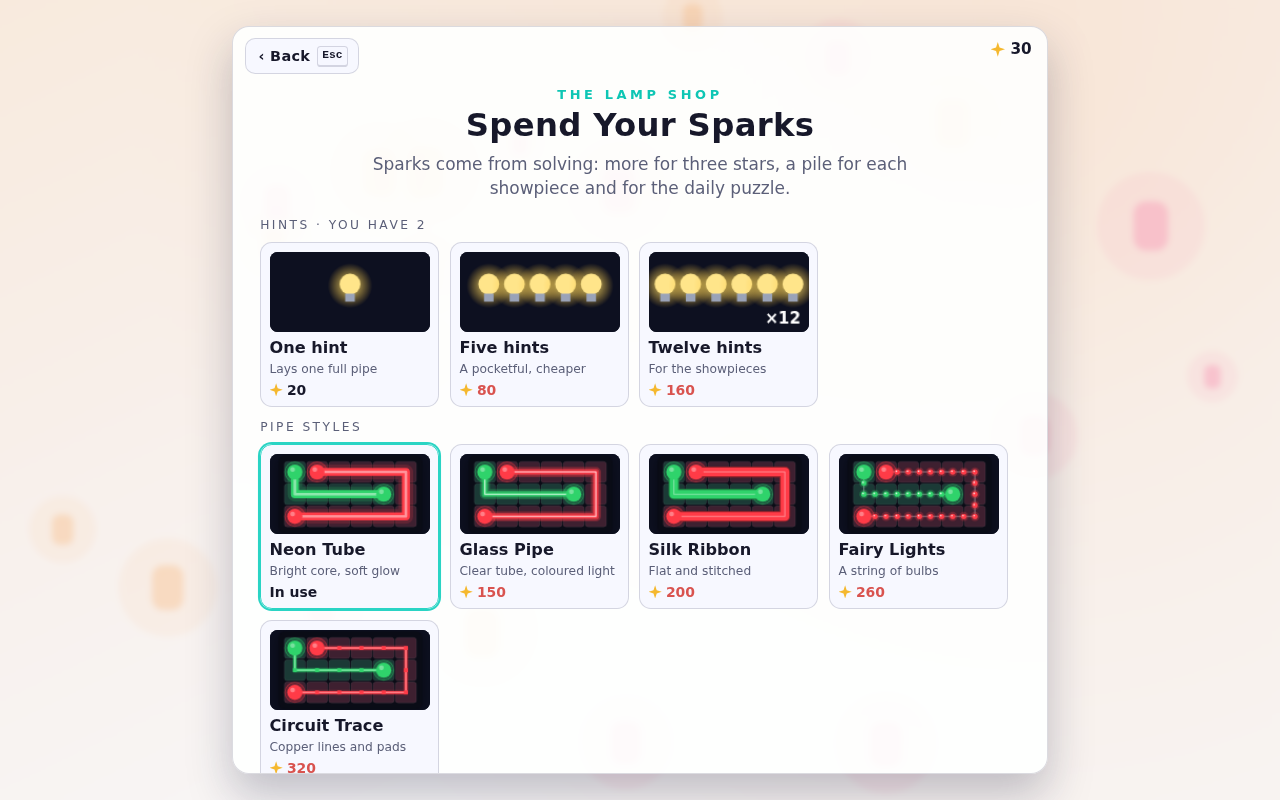 ‹ Back Esc
30
THE LAMP SHOP
Spend Your Sparks
Sparks come from solving: more for three stars, a pile for each
showpiece and for the daily puzzle.
HINTS · YOU HAVE 2
×12
One hint
Lays one full pipe
20
Five hints
A pocketful, cheaper
80
Twelve hints
For the showpieces
160
PIPE STYLES
Neon Tube
Bright core, soft glow
In use
Glass Pipe
Clear tube, coloured light
150
Silk Ribbon
Flat and stitched
200
Fairy Lights
A string of bulbs
260
Circuit Trace
Copper lines and pads
320